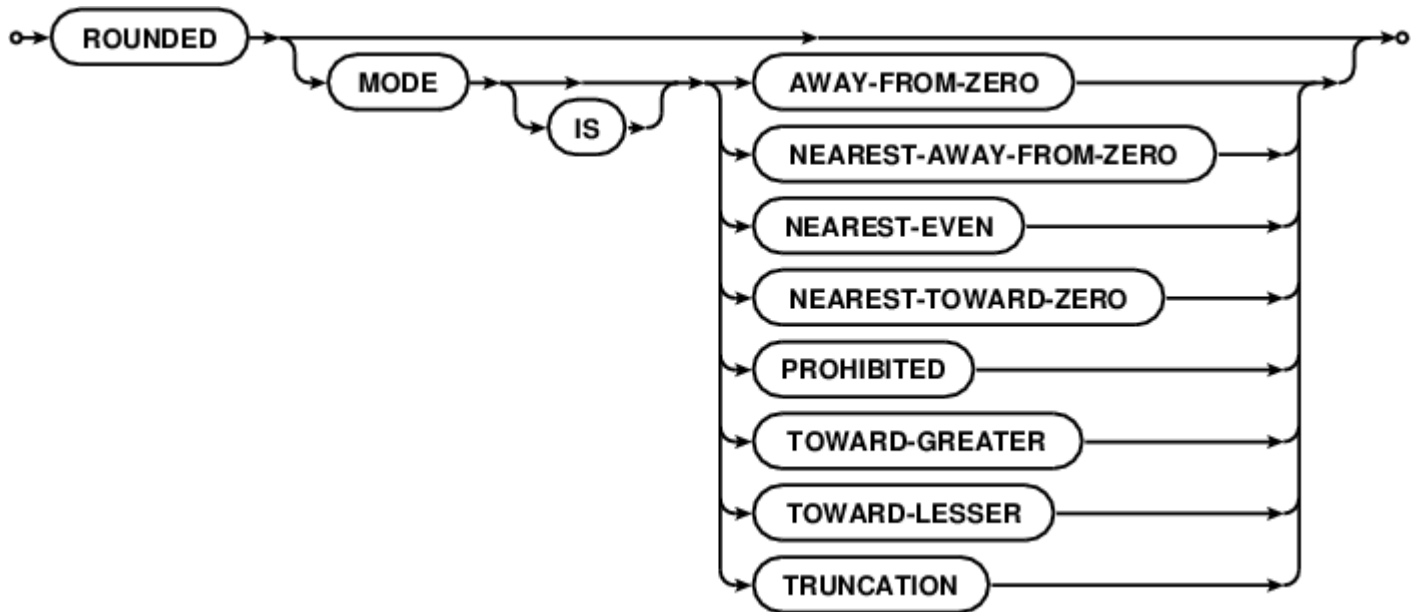 ROUNDED
MODE
AWAY-FROM-ZERO
IS
NEAREST-AWAY-FROM-ZERO
NEAREST-EVEN
NEAREST-TOWARD-ZERO
PROHIBITED
TOWARD-GREATER
TOWARD-LESSER
TRUNCATION